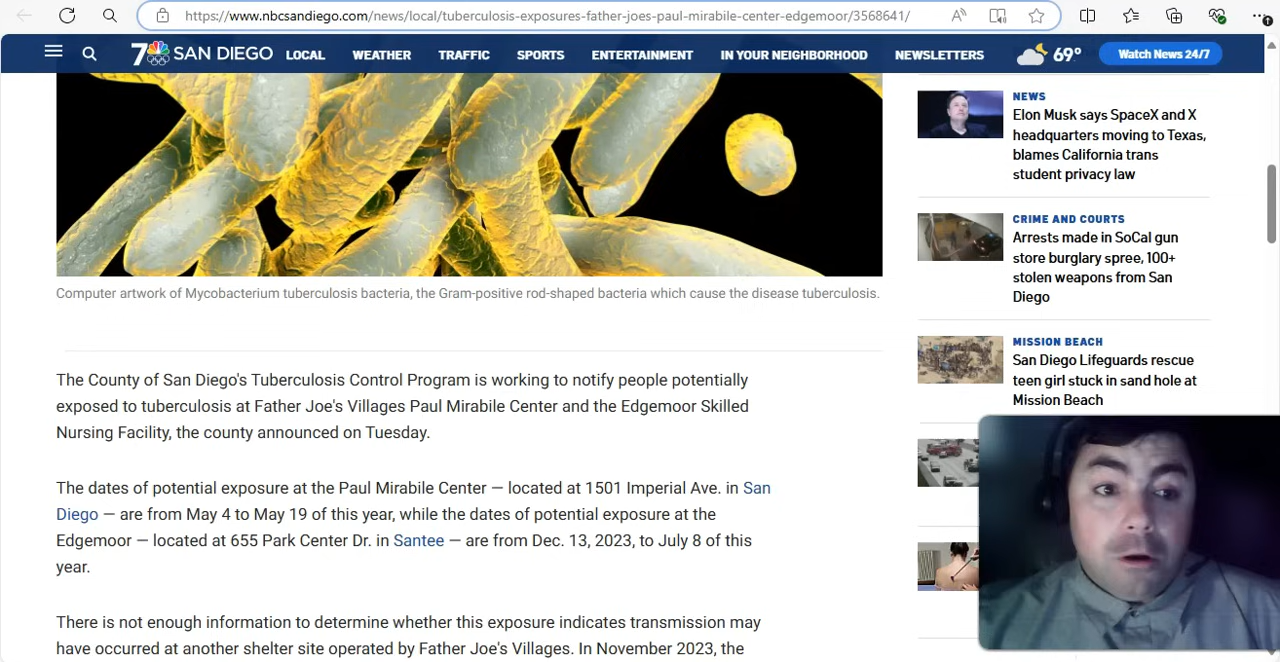 https://www.nbcsandiego.com/news/local/tuberculosis-exposures-father-joes-paul-mirabile-center-edgemoor/3568641/
7 SAN DIEGO LOCAL WEATHER TRAFFIC SPORTS ENTERTAINMENT IN YOUR NEIGHBORHOOD NEWSLETTERS 69° Watch News 24/7
Computer artwork of Mycobacterium tuberculosis bacteria, the Gram-positive rod-shaped bacteria which cause the disease tuberculosis.
The County of San Diego's Tuberculosis Control Program is working to notify people potentially
exposed to tuberculosis at Father Joe's Villages Paul Mirabile Center and the Edgemoor Skilled
Nursing Facility, the county announced on Tuesday.
The dates of potential exposure at the Paul Mirabile Center — located at 1501 Imperial Ave. in San
Diego — are from May 4 to May 19 of this year, while the dates of potential exposure at the
Edgemoor — located at 655 Park Center Dr. in Santee — are from Dec. 13, 2023, to July 8 of this
year.
There is not enough information to determine whether this exposure indicates transmission may
have occurred at another shelter site operated by Father Joe's Villages. In November 2023, the
NEWS
Elon Musk says SpaceX and X
headquarters moving to Texas,
blames California trans
student privacy law
CRIME AND COURTS
Arrests made in SoCal gun
store burglary spree, 100+
stolen weapons from San
Diego
MISSION BEACH
San Diego Lifeguards rescue
teen girl stuck in sand hole at
Mission Beach